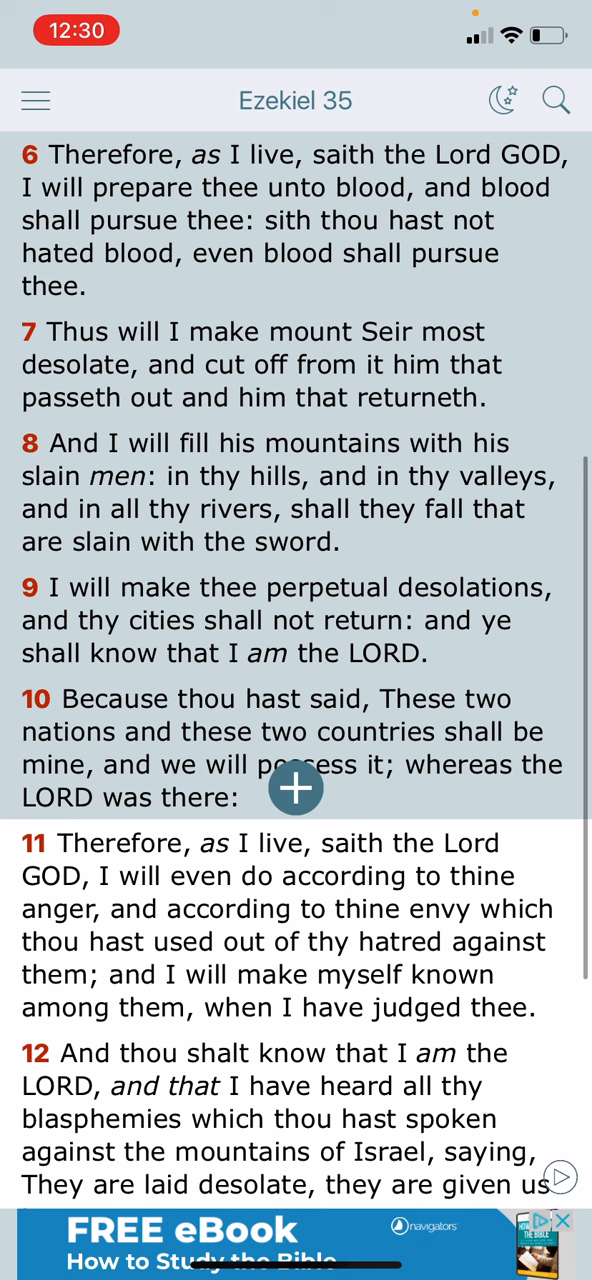 12:30
Ezekiel 35
6 Therefore, as I live, saith the Lord GOD,
I will prepare thee unto blood, and blood
shall pursue thee: sith thou hast not
hated blood, even blood shall pursue
thee.
7 Thus will I make mount Seir most
desolate, and cut off from it him that
passeth out and him that returneth.
8 And I will fill his mountains with his
slain men: in thy hills, and in thy valleys,
and in all thy rivers, shall they fall that
are slain with the sword.
9 I will make thee perpetual desolations,
and thy cities shall not return: and ye
shall know that I am the LORD.
10 Because thou hast said, These two
nations and these two countries shall be
mine, and we will possess it; whereas the
LORD was there:
11 Therefore, as I live, saith the Lord
GOD, I will even do according to thine
anger, and according to thine envy which
thou hast used out of thy hatred against
them; and I will make myself known
among them, when I have judged thee.
12 And thou shalt know that I am the
LORD, and that I have heard all thy
blasphemies which thou hast spoken
against the mountains of Israel, saying,
They are laid desolate, they are given us
FREE eBook
navigators
How to Study the Bible
THE BIBLE